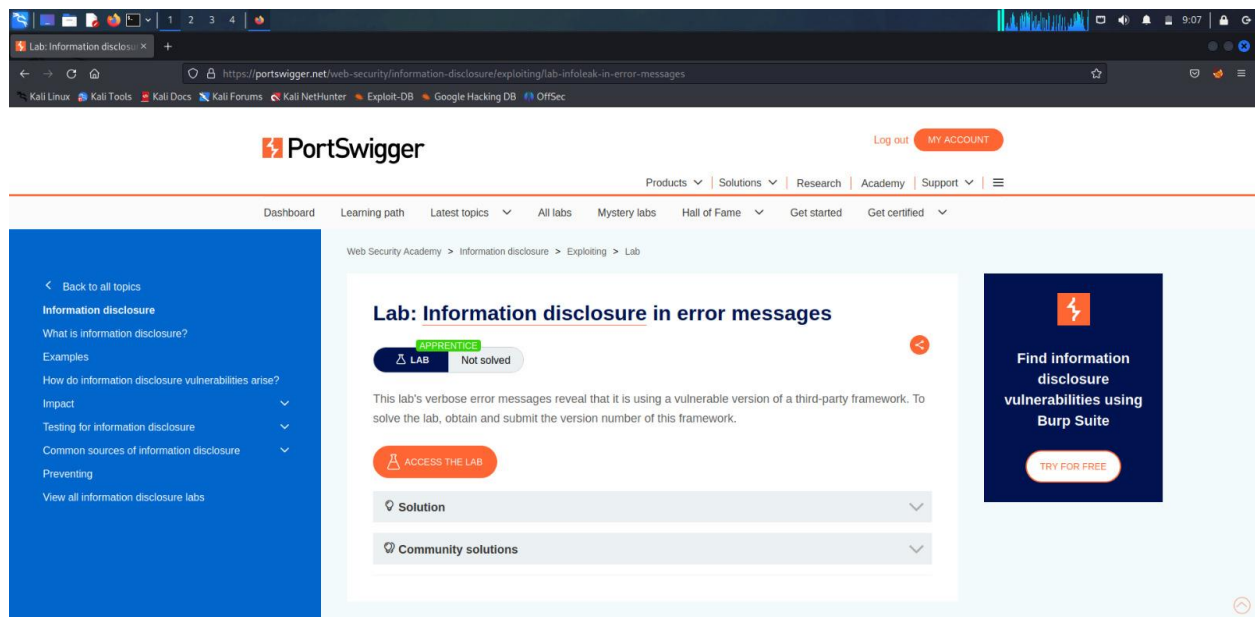 1 2 3 4
9:07
Lab: Information disclosu
https://portswigger.net/web-security/information-disclosure/exploiting/lab-infoleak-in-error-messages
Kali Linux Kali Tools Kali Docs Kali Forums Kali NetHunter Exploit-DB Google Hacking DB OffSec
PortSwigger
Log out MY ACCOUNT
Products Solutions Research Academy Support
Dashboard Learning path Latest topics All labs Mystery labs Hall of Fame Get started Get certified
Web Security Academy > Information disclosure > Exploiting > Lab
Back to all topics
Information disclosure
What is information disclosure?
Examples
How do information disclosure vulnerabilities arise?
Impact
Testing for information disclosure
Common sources of information disclosure
Preventing
View all information disclosure labs
Lab: Information disclosure in error messages
APPRENTICE
LAB Not solved
This lab's verbose error messages reveal that it is using a vulnerable version of a third-party framework. To
solve the lab, obtain and submit the version number of this framework.
ACCESS THE LAB
Solution
Community solutions
Find information
disclosure
vulnerabilities using
Burp Suite
TRY FOR FREE